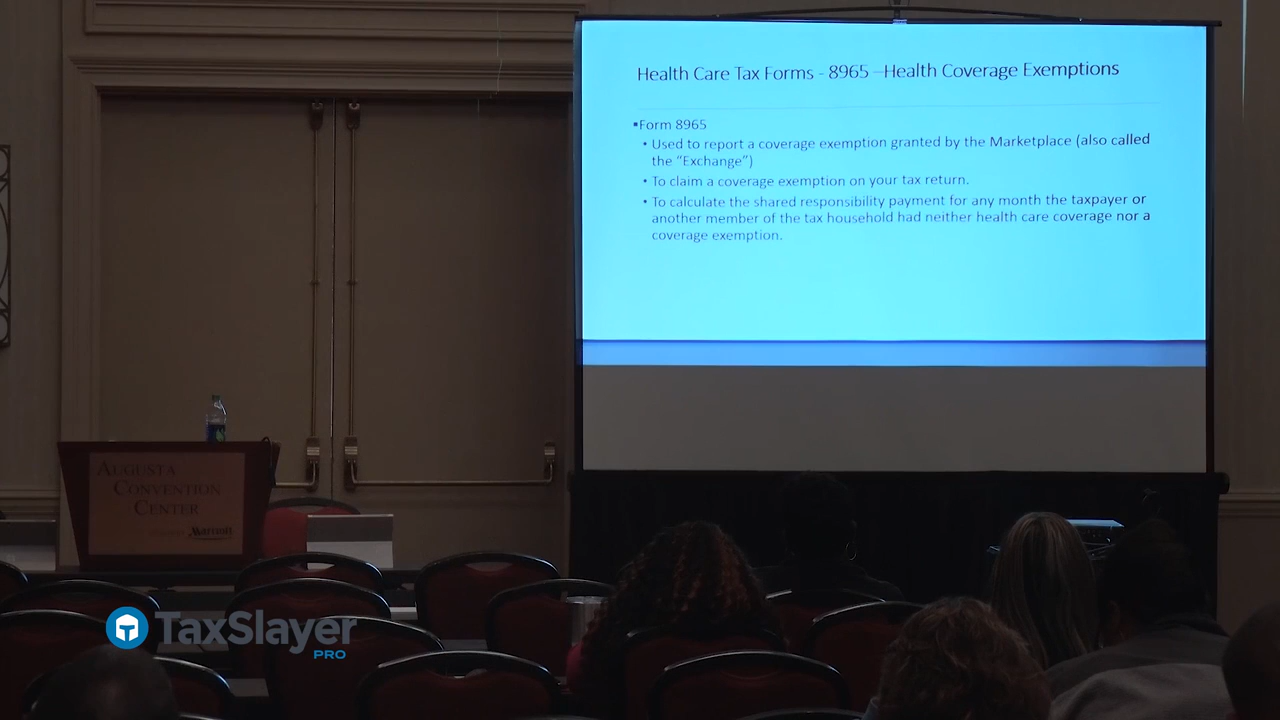 Health Care Tax Forms - 8965 –Health Coverage Exemptions
▪Form 8965
• Used to report a coverage exemption granted by the Marketplace (also called
the “Exchange”)
• To claim a coverage exemption on your tax return.
• To calculate the shared responsibility payment for any month the taxpayer or
another member of the tax household had neither health care coverage nor a
coverage exemption.
AUGUSTA
CONVENTION
CENTER
Marriott
TaxSlayer
PRO